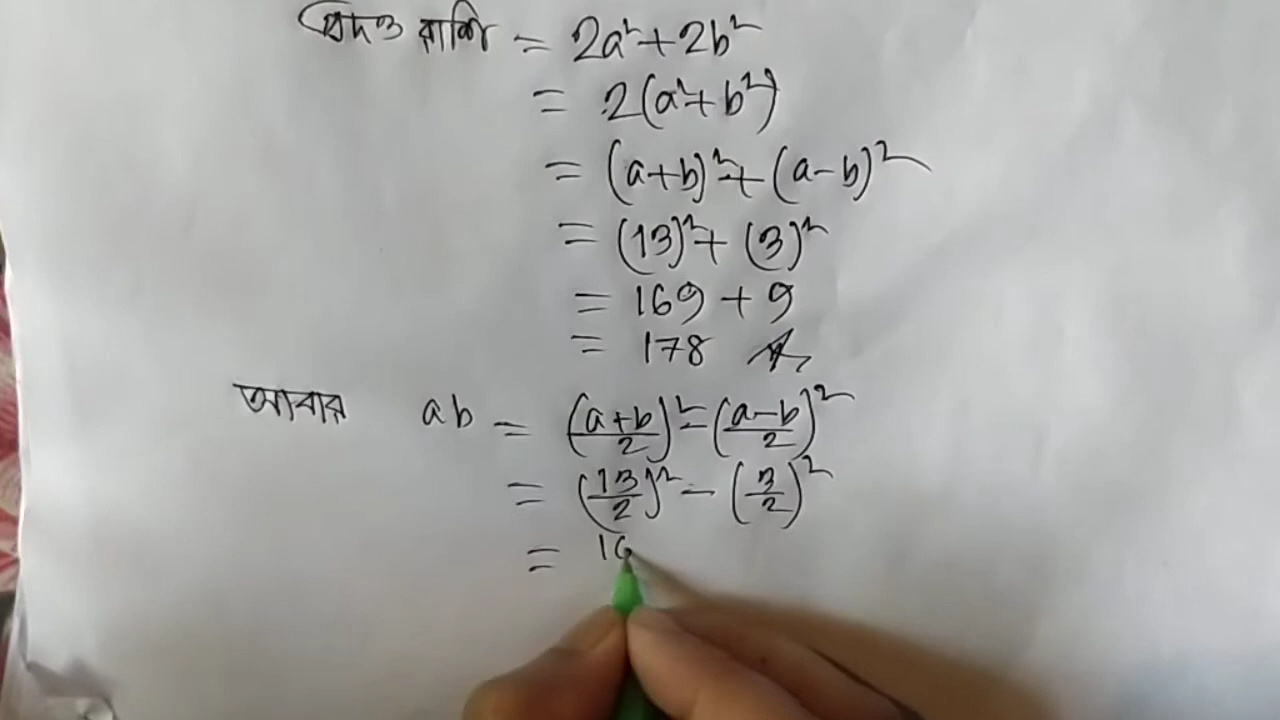 প্রদত্ত রাশি = 2a² + 2b²
= 2(a² + b²)
= (a+b)² + (a-b)²
= (13)² + (3)²
= 169 + 9
= 178
আবার ab = ((a+b)/2)² - ((a-b)/2)²
= (13/2)² - (3/2)²
= 16